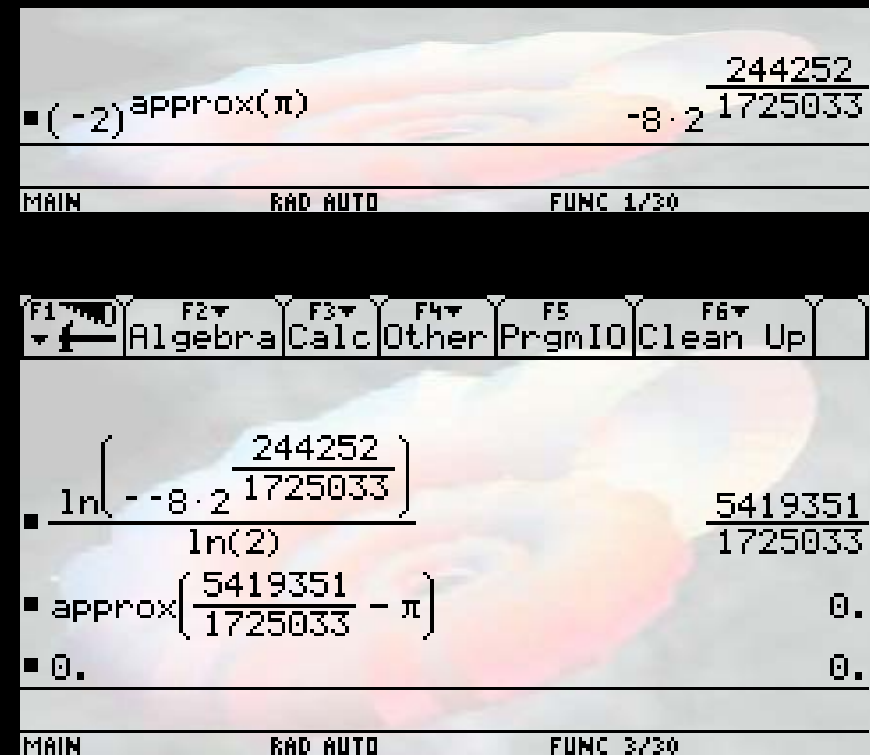 244252
▪(⁻2)^approx(π) ⁻8·2^ 1725033
MAIN RAD AUTO FUNC 1/30
F1 F2▾ F3▾ F4▾ F5 F6▾
▾ Algebra Calc Other PrgmIO Clean Up
244252
ln(- ⁻8·2^ 1725033) 5419351
▪ ln(2) 1725033
5419351
▪approx( 1725033 - π) 0.
▪0. 0.
MAIN RAD AUTO FUNC 3/30